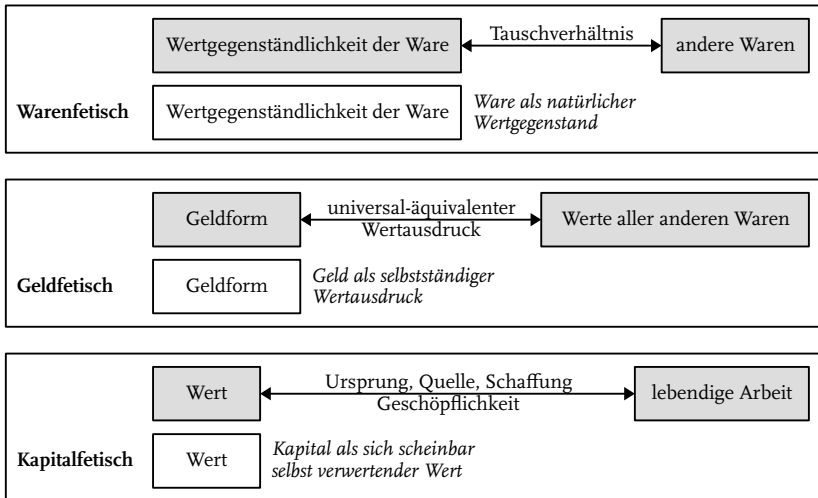 Wertgegenständlichkeit der Ware
Tauschverhältnis
andere Waren
Warenfetisch
Wertgegenständlichkeit der Ware
Ware als natürlicher
Wertgegenstand
Geldform
universal-äquivalenter
Wertausdruck
Werte aller anderen Waren
Geldfetisch
Geldform
Geld als selbstständiger
Wertausdruck
Wert
Ursprung, Quelle, Schaffung
Geschöpflichkeit
lebendige Arbeit
Kapitalfetisch
Wert
Kapital als sich scheinbar
selbst verwertender Wert